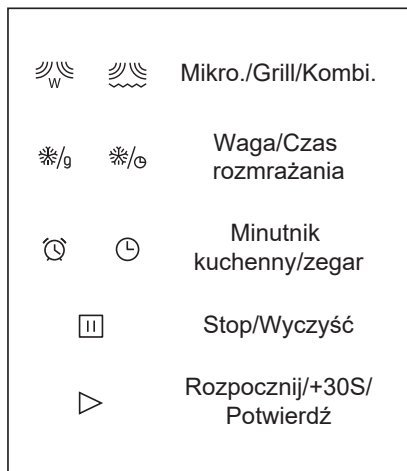 W
Mikro./Grill/Kombi.
/g
/
Waga/Czas
rozmrażania
Minutnik
kuchenny/zegar
Stop/Wyczyść
Rozpocznij/+30S/
Potwierdź